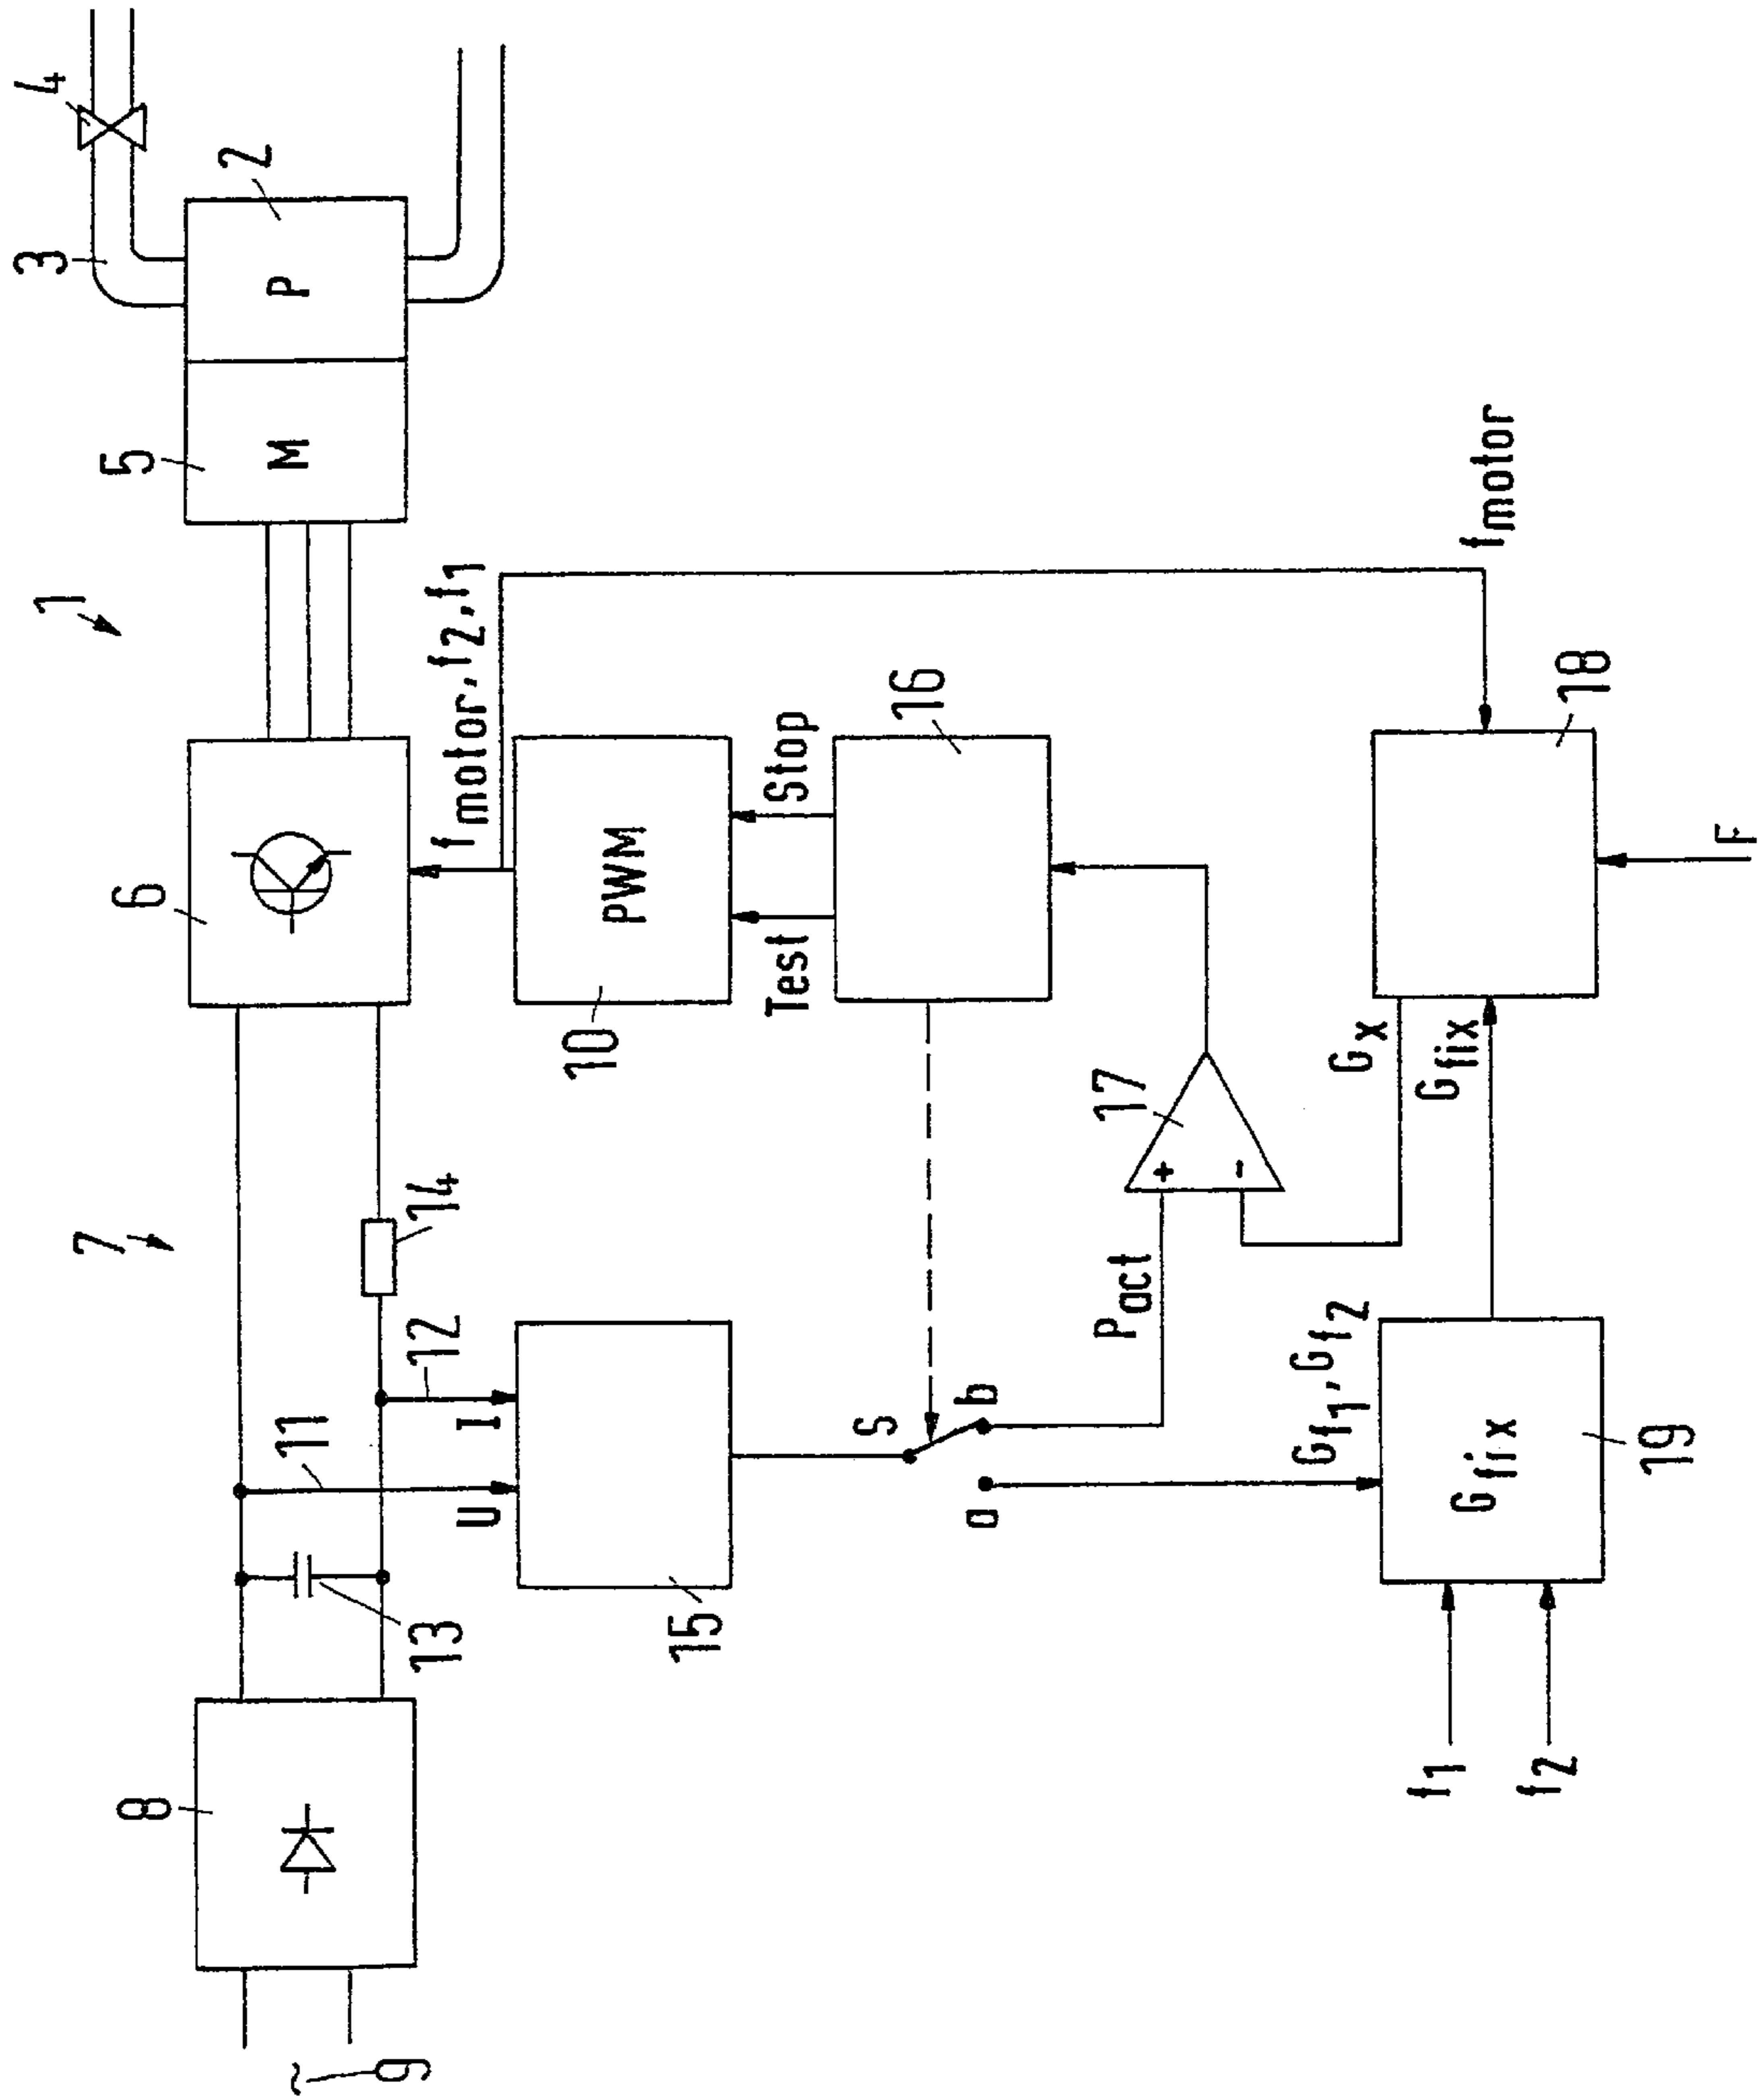 1
7
4
3
2
P
5
M
6
8
9
~
14
13
11
12
U
I
f motor, f2, f1
PWM
10
15
Test
Stop
16
S
a
b
Pact
17
+
−
Gx
Gfix
fmotor
18
F
Gf1, Gf2
Gfix
19
f1
f2